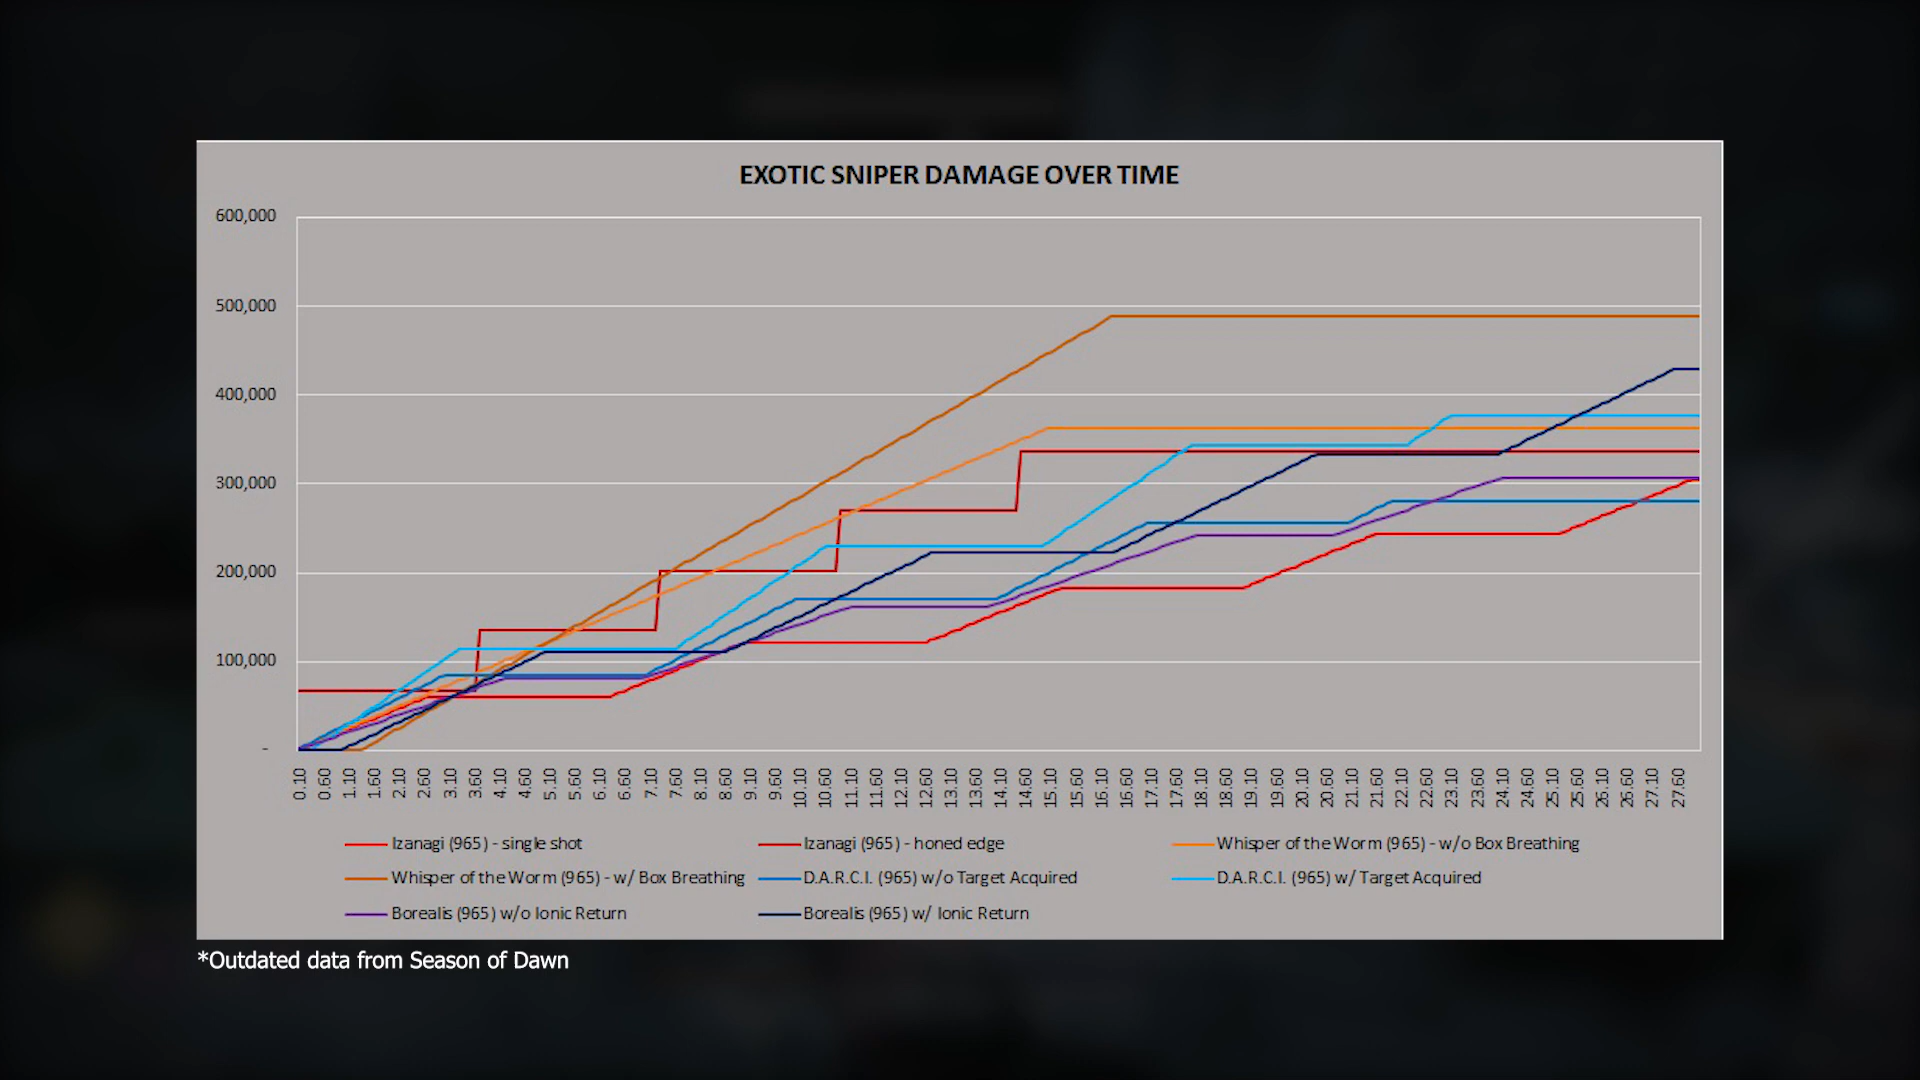 EXOTIC SNIPER DAMAGE OVER TIME
600,000
500,000
400,000
300,000
200,000
100,000
-
0.10 0.60 1.10 1.60 2.10 2.60 3.10 3.60 4.10 4.60 5.10 5.60 6.10 6.60 7.10 7.60 8.10 8.60 9.10 9.60 10.10 10.60 11.10 11.60 12.10 12.60 13.10 13.60 14.10 14.60 15.10 15.60 16.10 16.60 17.10 17.60 18.10 18.60 19.10 19.60 20.10 20.60 21.10 21.60 22.10 22.60 23.10 23.60 24.10 24.60 25.10 25.60 26.10 26.60 27.10 27.60
Izanagi (965) - single shot Izanagi (965) - honed edge Whisper of the Worm (965) - w/o Box Breathing
Whisper of the Worm (965) - w/ Box Breathing D.A.R.C.I. (965) w/o Target Acquired D.A.R.C.I. (965) w/ Target Acquired
Borealis (965) w/o Ionic Return Borealis (965) w/ Ionic Return
*Outdated data from Season of Dawn